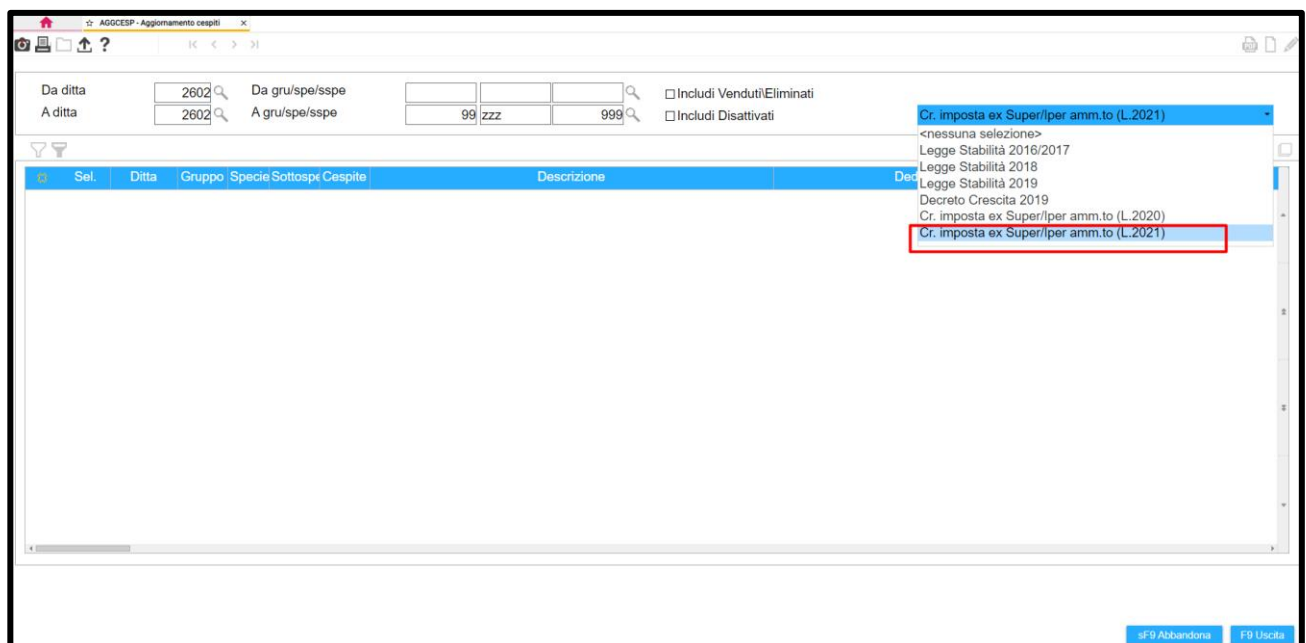 AGGCESP - Aggiornamento cespiti
Da ditta 2602 Da gru/spe/sspe Includi Venduti\Eliminati
A ditta 2602 A gru/spe/sspe 99 zzz 999 Includi Disattivati Cr. imposta ex Super/Iper amm.to (L.2021)
<nessuna selezione>
Legge Stabilità 2016/2017
Legge Stabilità 2018
Legge Stabilità 2019
Decreto Crescita 2019
Cr. imposta ex Super/Iper amm.to (L.2020)
Cr. imposta ex Super/Iper amm.to (L.2021)
Sel. Ditta Gruppo Specie Sottospe Cespite Descrizione Ded
sF9 Abbandona F9 Uscita